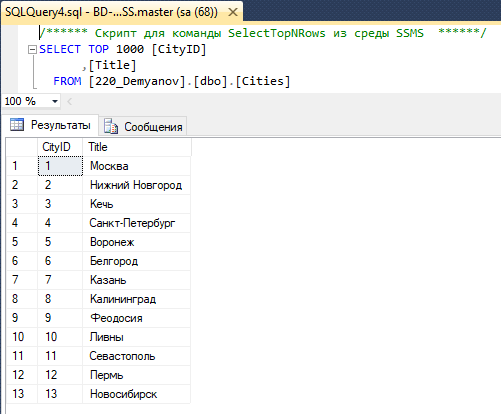 SQLQuery4.sql - BD-...SS.master (sa (68))
/****** Скрипт для команды SelectTopNRows из среды SSMS ******/
SELECT TOP 1000 [CityID]
,[Title]
FROM [220_Demyanov].[dbo].[Cities]
100 %
Результаты Сообщения
CityID Title
1 1 Москва
2 2 Нижний Новгород
3 3 Кечь
4 4 Санкт-Петербург
5 5 Воронеж
6 6 Белгород
7 7 Казань
8 8 Калининград
9 9 Феодосия
10 10 Ливны
11 11 Севастополь
12 12 Пермь
13 13 Новосибирск